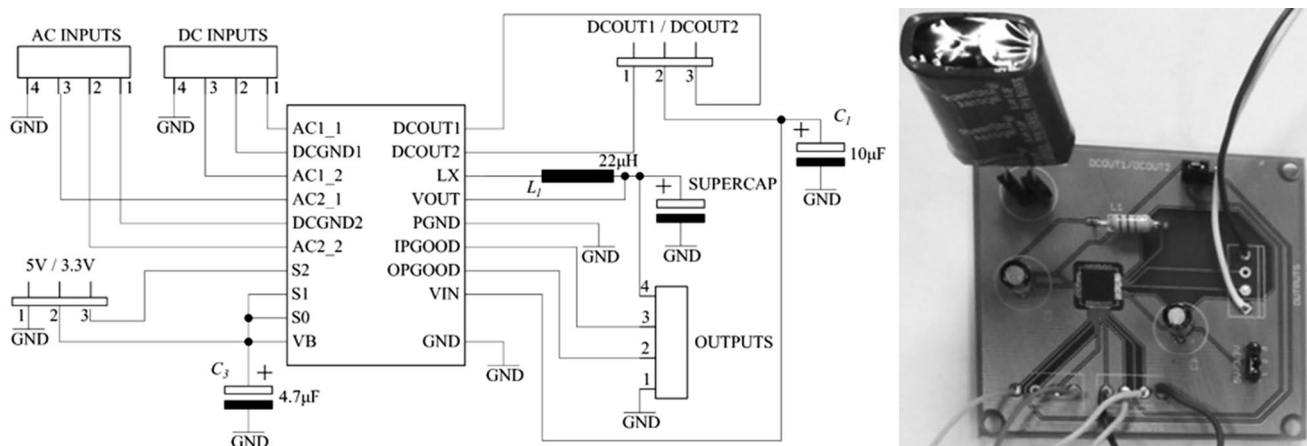 AC INPUTS
DC INPUTS
4 3 2 1
4 3 2 1
GND
GND
DCOUT1 / DCOUT2
1 2 3
AC1_1
DCGND1
AC1_2
AC2_1
DCGND2
AC2_2
S2
S1
S0
VB
DCOUT1
DCOUT2
LX
VOUT
PGND
IPGOOD
OPGOOD
VIN
GND
22µH
L1
SUPERCAP
GND
GND
C1
10µF
GND
5V / 3.3V
1 2 3
GND
C3
4.7µF
GND
GND
4
3
2
1
OUTPUTS
GND
DCOUT1/DCOUT2
L1
OUTPUTS